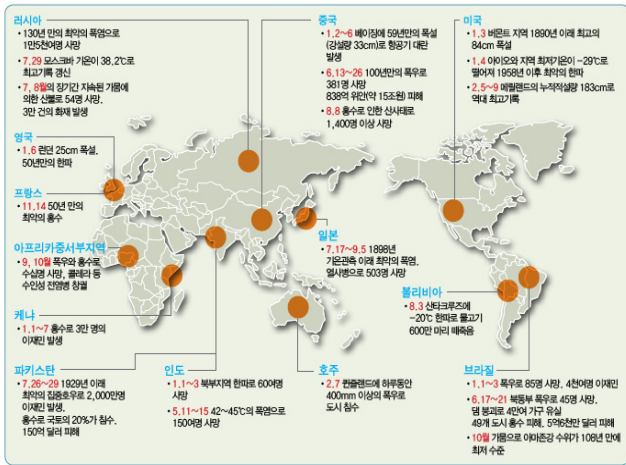 러시아
• 130년 만의 최악의 폭염으로
1만5천여명 사망
• 7.29 모스크바 기온이 38.2℃로
최고기록 갱신
• 7, 8월의 장기간 지속된 가뭄에
의한 산불로 54명 사망.
3만 건의 화재 발생
중국
• 1.2~6 베이징에 59년만의 폭설
(강설량 33cm)로 항공기 대란
발생
• 6.13~26 100년만의 폭우로
381명 사망
838억 위안(약 15조원) 피해
• 8.8 홍수로 인한 산사태로
1,400명 이상 사망
미국
• 1.3 버몬트 지역 1890년 이래 최고의
84cm 폭설
• 1.4 아이오와 지역 최저기온이 -29℃로
떨어져 1958년 이후 최악의 한파
• 2.5~9 메릴랜드의 누적적설량 183cm로
역대 최고기록
영국
• 1.6 런던 25cm 폭설.
50년만의 한파
프랑스
• 11.14 50년 만의
최악의 홍수
아프리카중서부지역
• 9, 10월 폭우와 홍수로
수십명 사망, 콜레라 등
수인성 전염병 창궐
케냐
• 1.1~7 홍수로 3만 명의
이재민 발생
일본
• 7.17~9.5 1898년
기온관측 이래 최악의 폭염.
열사병으로 503명 사망
볼리비아
• 8.3 산타크루즈에
-20℃ 한파로 물고기
600만 마리 떼죽음
파키스탄
• 7.26~29 1929년 이래
최악의 집중호우로 2,000만명
이재민 발생.
홍수로 국토의 20%가 침수.
150억 달러 피해
인도
• 1.1~3 북부지역 한파로 60여명
사망
• 5.11~15 42~45℃의 폭염으로
150여명 사망
호주
• 2.7 퀸즐랜드에 하루동안
400mm 이상의 폭우로
도시 침수
브라질
• 1.1~3 폭우로 85명 사망. 4천여명 이재민
• 6.17~21 북동부 폭우로 45명 사망.
댐 붕괴로 4만여 가구 유실
49개 도시 홍수 피해. 5억6천만 달러 피해
• 10월 가뭄으로 아마존강 수위가 108년 만에
최저 수준